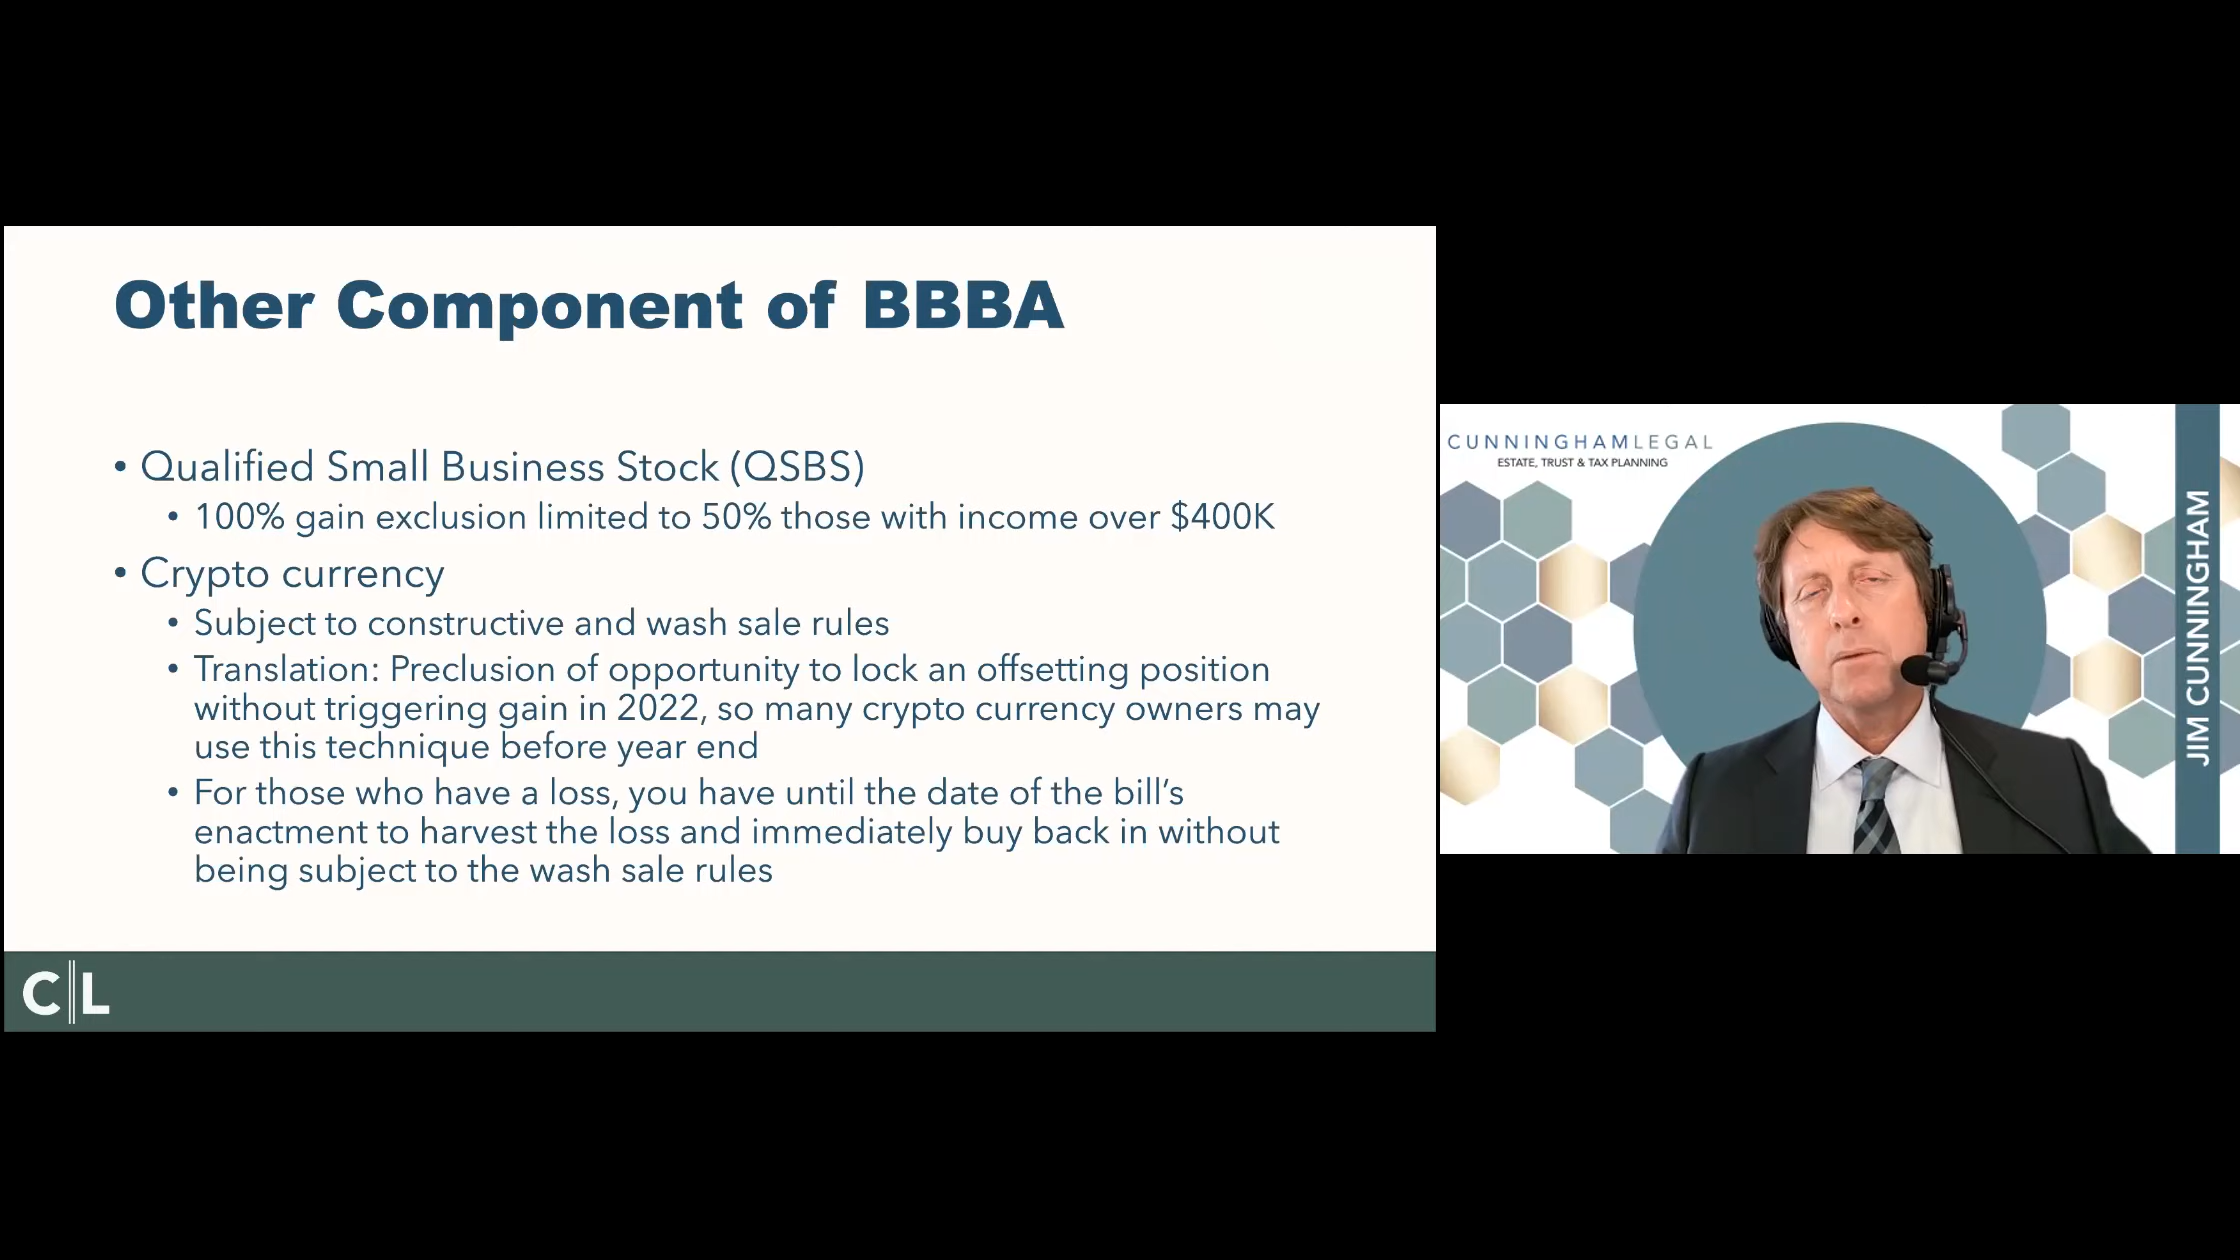 Other Component of BBBA
• Qualified Small Business Stock (QSBS)
• 100% gain exclusion limited to 50% those with income over $400K
• Crypto currency
• Subject to constructive and wash sale rules
• Translation: Preclusion of opportunity to lock an offsetting position
without triggering gain in 2022, so many crypto currency owners may
use this technique before year end
• For those who have a loss, you have until the date of the bill’s
enactment to harvest the loss and immediately buy back in without
being subject to the wash sale rules
C L
CUNNINGHAMLEGAL
ESTATE, TRUST & TAX PLANNING
JIM CUNNINGHAM